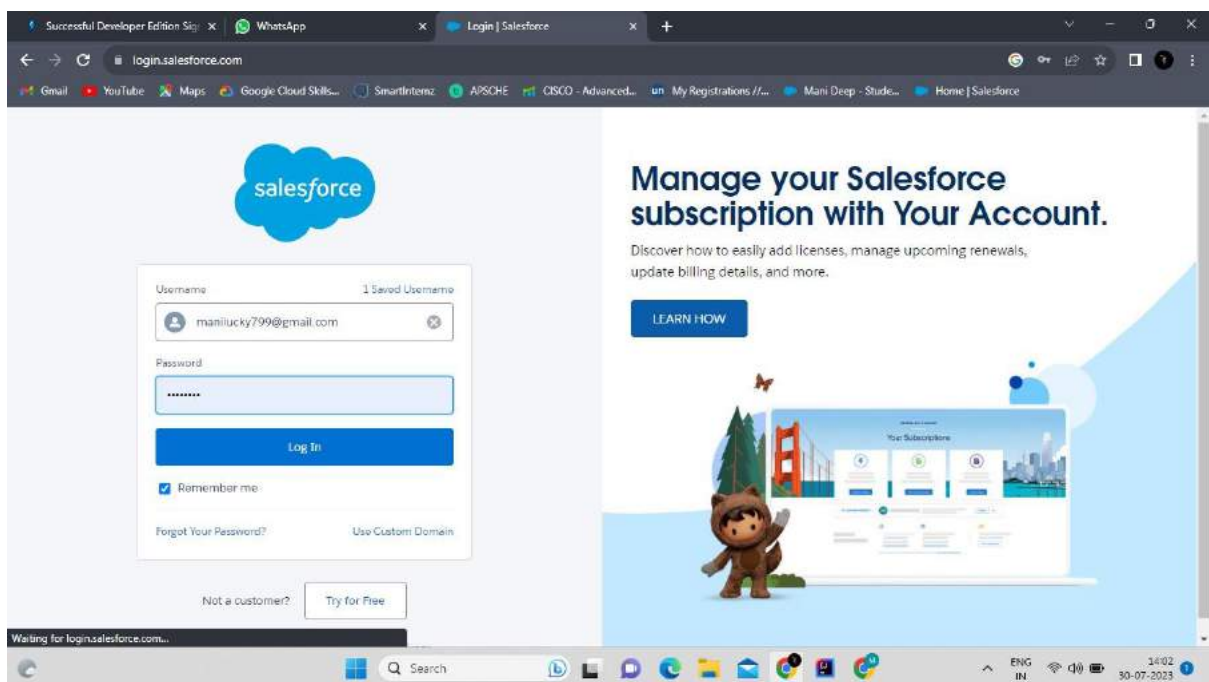 Successful Developer Edition Sig
WhatsApp
Login | Salesforce
login.salesforce.com
Gmail
YouTube
Maps
Google Cloud Skills...
SmartInternz
APSCHE
CISCO - Advanced...
My Registrations //...
Mani Deep - Stude...
Home | Salesforce
salesforce
Username
1 Saved Username
manilucky799@gmail.com
Password
Log In
Remember me
Forgot Your Password?
Use Custom Domain
Not a customer?
Try for Free
Manage your Salesforce
subscription with Your Account.
Discover how to easily add licenses, manage upcoming renewals,
update billing details, and more.
LEARN HOW
Your Subscriptions
Waiting for login.salesforce.com...
Search
ENG
IN
14:02
30-07-2023
1